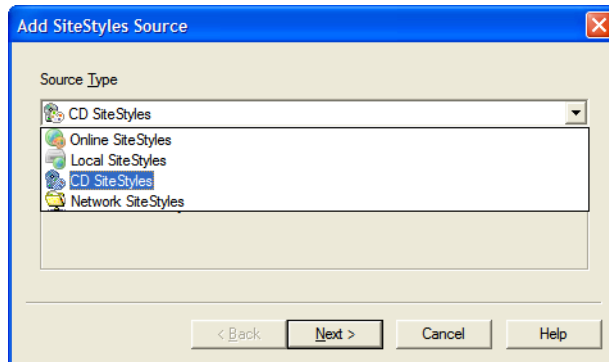 Add SiteStyles Source
Source Type
CD SiteStyles
Online SiteStyles
Local SiteStyles
CD SiteStyles
Network SiteStyles
< Back
Next >
Cancel
Help